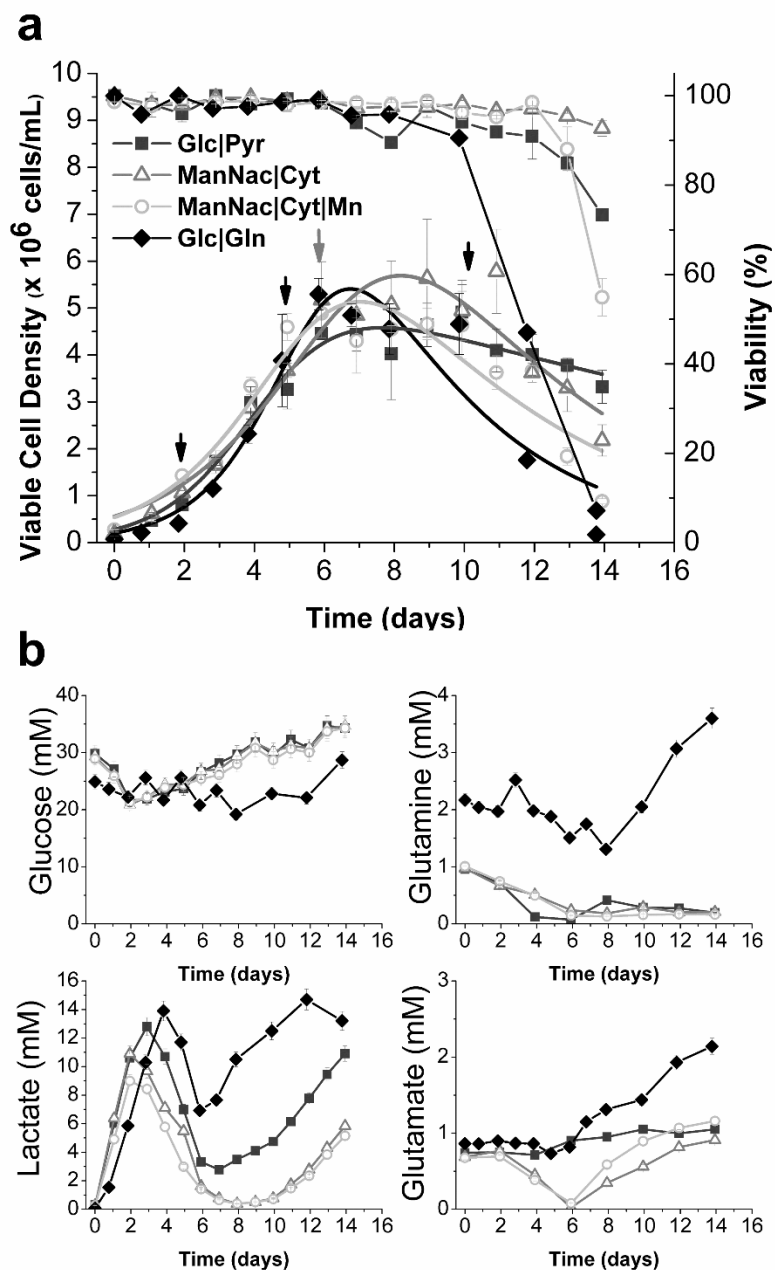 a
Viable Cell Density (x 10⁶ cells/mL)
10
9
8
7
6
5
4
3
2
1
0
Glc|Pyr
ManNac|Cyt
ManNac|Cyt|Mn
Glc|Gln
100
80
60
40
20
0
Viability (%)
0 2 4 6 8 10 12 14 16
Time (days)
b
Glucose (mM)
40
30
20
10
0
0 2 4 6 8 10 12 14 16
Time (days)
Glutamine (mM)
4
3
2
1
0
0 2 4 6 8 10 12 14 16
Time (days)
Lactate (mM)
16
14
12
10
8
6
4
2
0
0 2 4 6 8 10 12 14 16
Time (days)
Glutamate (mM)
3
2
1
0
0 2 4 6 8 10 12 14 16
Time (days)